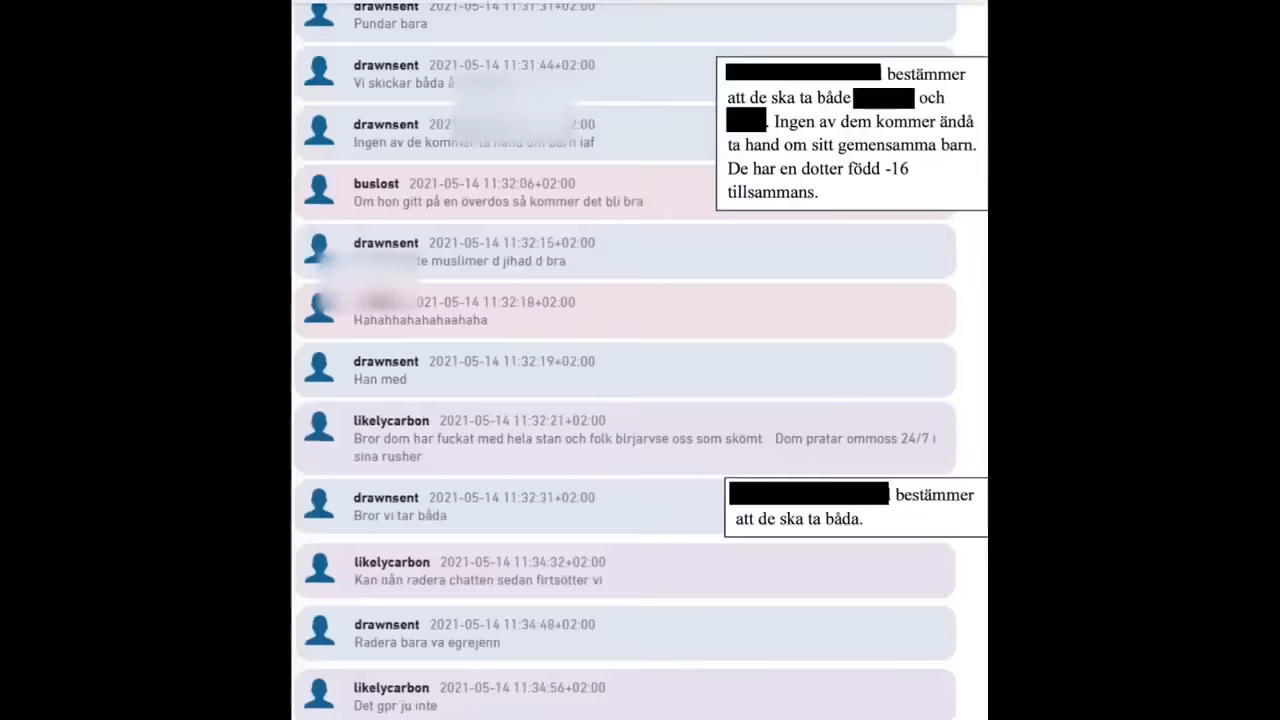 drawnsent 2021-05-14 11:31:31+02:00
Pundar bara
drawnsent 2021-05-14 11:31:44+02:00
Vi skickar båda
drawnsent 2021 2:00
Ingen av de kommer ta hand om barn iaf
buslost 2021-05-14 11:32:06+02:00
Om hon gitt på en överdos så kommer det bli bra
drawnsent 2021-05-14 11:32:15+02:00
te muslimer d jihad d bra
021-05-14 11:32:18+02:00
Hahahhahahahaahaha
drawnsent 2021-05-14 11:32:19+02:00
Han med
likelycarbon 2021-05-14 11:32:21+02:00
Bror dom har fuckat med hela stan och folk blrjarvse oss som skömt Dom pratar ommoss 24/7 i
sina rusher
drawnsent 2021-05-14 11:32:31+02:00
Bror vi tar båda
likelycarbon 2021-05-14 11:34:32+02:00
Kan nån radera chatten sedan firtsötter vi
drawnsent 2021-05-14 11:34:48+02:00
Radera bara va egrejenn
likelycarbon 2021-05-14 11:34:56+02:00
Det gpr ju inte
bestämmer
att de ska ta både och
. Ingen av dem kommer ändå
ta hand om sitt gemensamma barn.
De har en dotter född -16
tillsammans.
bestämmer
att de ska ta båda.